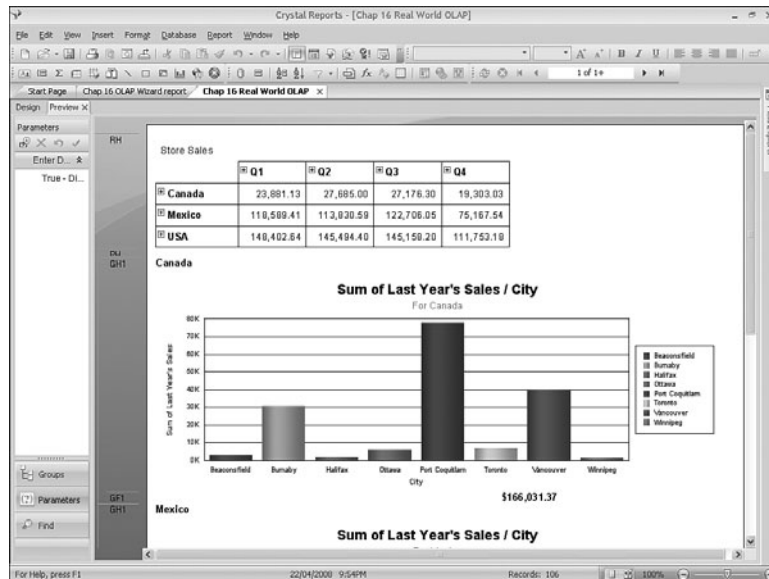 Crystal Reports - [Chap 16 Real World OLAP]
File Edit View Insert Format Database Report Window Help
1 of 1+
Start Page Chap 16 OLAP Wizard report Chap 16 Real World OLAP
Design Preview
Parameters
Enter D...
True - Di...
Groups
Parameters
Find
RH
Store Sales
Q1 Q2 Q3 Q4
Canada 23,881.13 27,685.00 27,176.30 19,303.03
Mexico 118,589.41 113,830.59 122,706.05 75,167.54
USA 148,402.64 145,494.40 145,158.20 111,753.18
GH1 Canada
Sum of Last Year's Sales / City
For Canada
Sum of Last Year's Sales
80K
70K
60K
50K
40K
30K
20K
10K
0K
Beaconsfield Burnaby Halifax Ottawa Port Coquitlam Toronto Vancouver Winnipeg
City
Beaconsfield
Burnaby
Halifax
Ottawa
Port Coquitlam
Toronto
Vancouver
Winnipeg
GF1 $166,031.37
GH1 Mexico
Sum of Last Year's Sales / City
For Help, press F1 22/04/2008 9:54PM Records: 106 100%